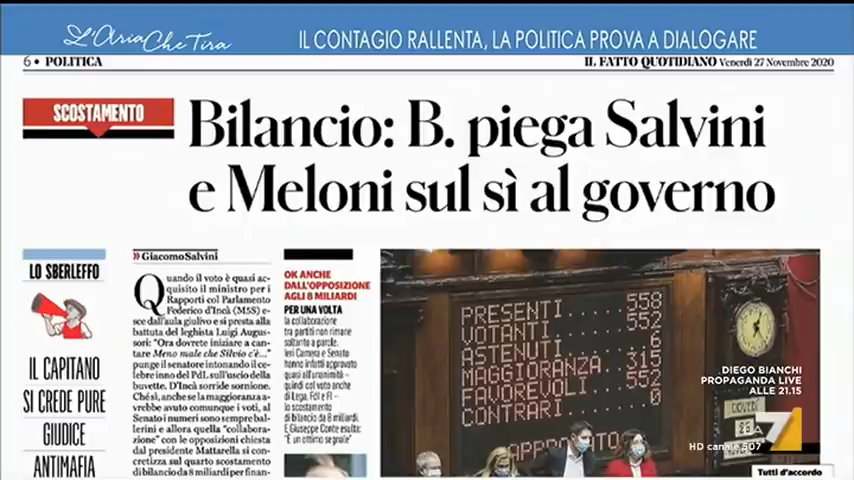 L'Aria Che Tira
IL CONTAGIO RALLENTA, LA POLITICA PROVA A DIALOGARE
6 • POLITICA
IL FATTO QUOTIDIANO Venerdì 27 Novembre 2020
SCOSTAMENTO
Bilancio: B. piega Salvini
e Meloni sul sì al governo
LO SBERLEFFO
IL CAPITANO
SI CREDE PURE
GIUDICE
ANTIMAFIA
» Giacomo Salvini
Quando il voto è quasi ac-
quisito il ministro per i
Rapporti col Parlamento
Federico d'Incà (M5S) e-
sce dall'aula giulivo e si presta alla
battuta del leghista Luigi Augus-
sori: "Ora dovrete iniziare a can-
tare Meno male che Silvio c'è..."
punge il senatore intonando il ce-
lebre inno del PdL sull'uscio della
buvette. D'Incà sorride sornione.
Ché sì, anche se la maggioranza a-
vrebbe avuto comunque i voti, al
Senato i numeri sono sempre bal-
lerini e allora quella "collabora-
zione" con le opposizioni chiesta
dal presidente Mattarella si con-
cretizza sul quarto scostamento
di bilancio da 8 miliardi per finan-
OK ANCHE
DALL'OPPOSIZIONE
AGLI 8 MILIARDI
PER UNA VOLTA
la collaborazione
tra partiti non rimane
soltanto a parole.
Ieri Camera e Senato
hanno infatti approvato
quasi all'unanimità –
quindi col voto anche
di Lega, FdI e FI –
lo scostamento
di bilancio da 8 miliardi.
E Giuseppe Conte esulta:
"È un ottimo segnale"
PRESENTI.....558
VOTANTI......552
ASTENUTI.......6
MAGGIORANZA..315
FAVOREVOLI...552
CONTRARI.......0
APPROVATO
DIEGO BIANCHI
PROPAGANDA LIVE
ALLE 21.15
GIOVEDÌ
7
HD canale 507
Tutti d'accordo